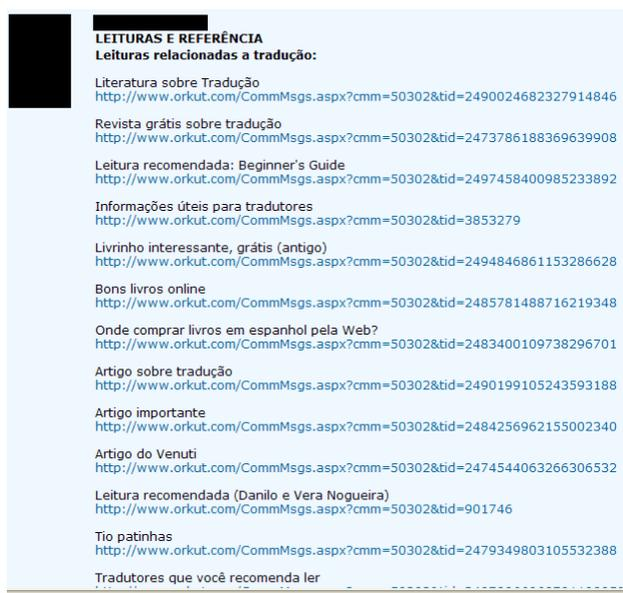 LEITURAS E REFERÊNCIA
Leituras relacionadas a tradução:
Literatura sobre Tradução
http://www.orkut.com/CommMsgs.aspx?cmm=50302&tid=2490024682327914846
Revista grátis sobre tradução
http://www.orkut.com/CommMsgs.aspx?cmm=50302&tid=2473786188369639908
Leitura recomendada: Beginner's Guide
http://www.orkut.com/CommMsgs.aspx?cmm=50302&tid=2497458400985233892
Informações úteis para tradutores
http://www.orkut.com/CommMsgs.aspx?cmm=50302&tid=3853279
Livrinho interessante, grátis (antigo)
http://www.orkut.com/CommMsgs.aspx?cmm=50302&tid=2494846861153286628
Bons livros online
http://www.orkut.com/CommMsgs.aspx?cmm=50302&tid=2485781488716219348
Onde comprar livros em espanhol pela Web?
http://www.orkut.com/CommMsgs.aspx?cmm=50302&tid=2483400109738296701
Artigo sobre tradução
http://www.orkut.com/CommMsgs.aspx?cmm=50302&tid=2490199105243593188
Artigo importante
http://www.orkut.com/CommMsgs.aspx?cmm=50302&tid=2484256962155002340
Artigo do Venuti
http://www.orkut.com/CommMsgs.aspx?cmm=50302&tid=2474544063266306532
Leitura recomendada (Danilo e Vera Nogueira)
http://www.orkut.com/CommMsgs.aspx?cmm=50302&tid=901746
Tio patinhas
http://www.orkut.com/CommMsgs.aspx?cmm=50302&tid=2479349803105532388
Tradutores que você recomenda ler